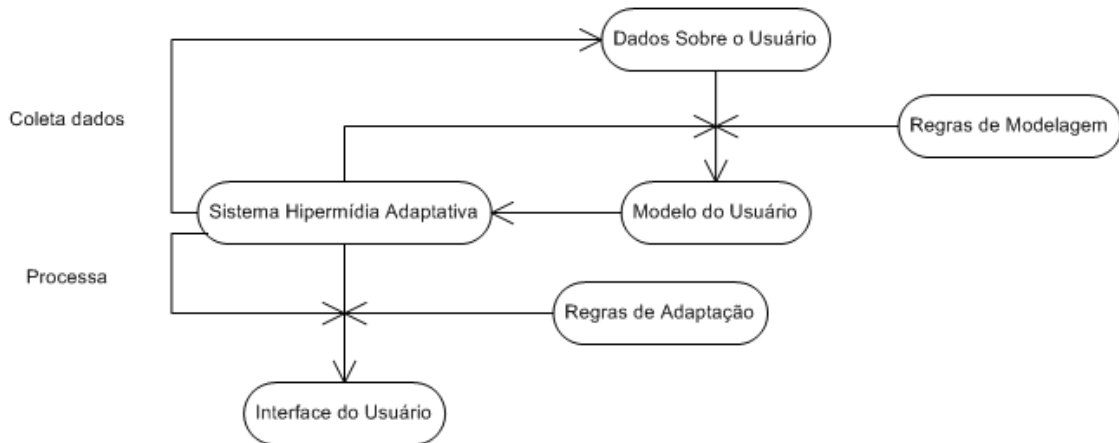 Dados Sobre o Usuário
Coleta dados
Regras de Modelagem
Sistema Hipermídia Adaptativa
Modelo do Usuário
Processa
Regras de Adaptação
Interface do Usuário